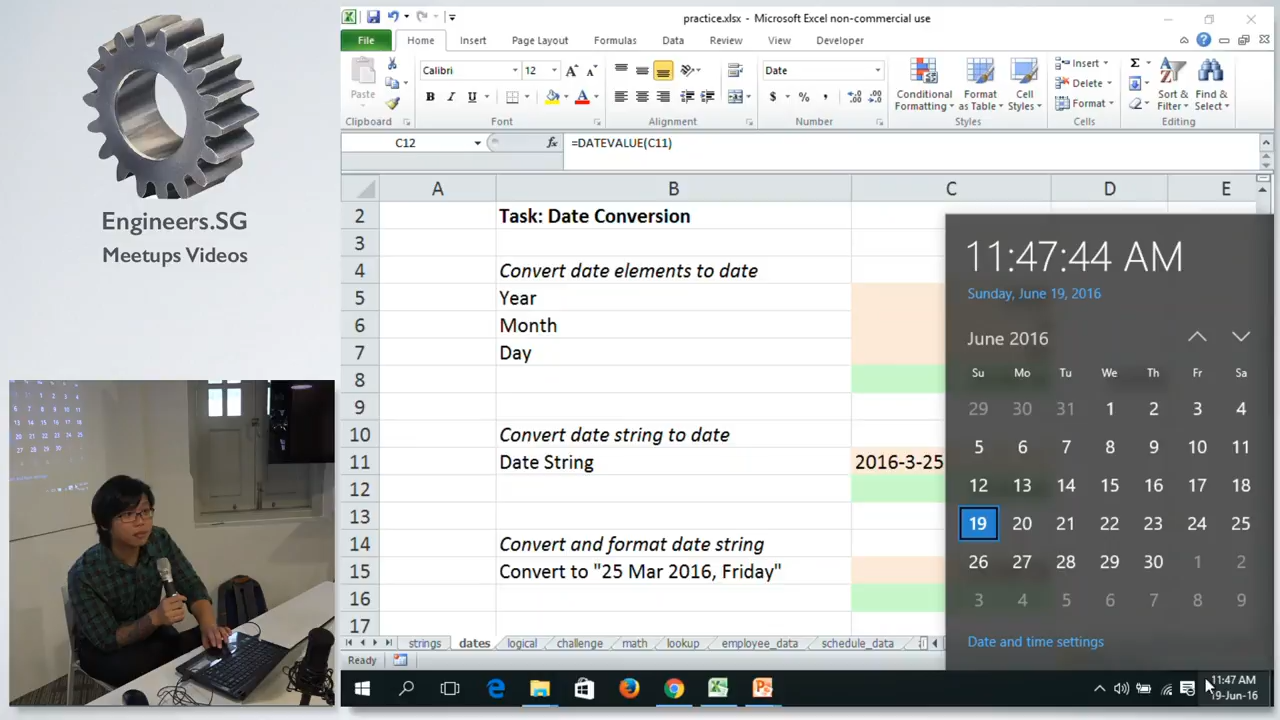 Engineers.SG
Meetups Videos
practice.xlsx - Microsoft Excel non-commercial use
File Home Insert Page Layout Formulas Data Review View Developer
Paste
Calibri 12
B I U
Date
$ % ,
Conditional Formatting
Format as Table
Cell Styles
Insert
Delete
Format
Σ
Sort & Filter
Find & Select
Clipboard Font Alignment Number Styles Cells Editing
C12 fx =DATEVALUE(C11)
A B C D E
2 Task: Date Conversion
3
4 Convert date elements to date
5 Year
6 Month
7 Day
8
9
10 Convert date string to date
11 Date String 2016-3-25
12
13
14 Convert and format date string
15 Convert to "25 Mar 2016, Friday"
16
17
11:47:44 AM
Sunday, June 19, 2016
June 2016
Su Mo Tu We Th Fr Sa
29 30 31 1 2 3 4
5 6 7 8 9 10 11
12 13 14 15 16 17 18
19 20 21 22 23 24 25
26 27 28 29 30 1 2
3 4 5 6 7 8 9
Date and time settings
strings dates logical challenge math lookup employee_data schedule_data
Ready
11:47 AM
19-Jun-16